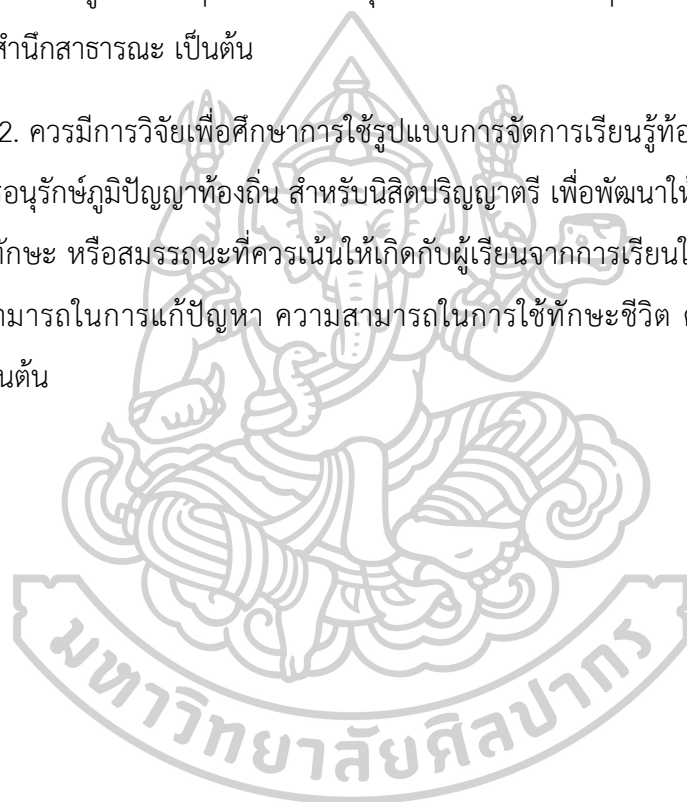 สำนึกสาธารณะ เป็นต้น
2. ควรมีการวิจัยเพื่อศึกษาการใช้รูปแบบการจัดการเรียนรู้ท้อ
รอนุรักษ์ภูมิปัญญาท้องถิ่น สำหรับนิสิตปริญญาตรี เพื่อพัฒนาให้
ทักษะ หรือสมรรถนะที่ควรเน้นให้เกิดกับผู้เรียนจากการเรียนใ
ามารถในการแก้ปัญหา ความสามารถในการใช้ทักษะชีวิต
นต้น
มหาวิทยาลัยศิลปากร